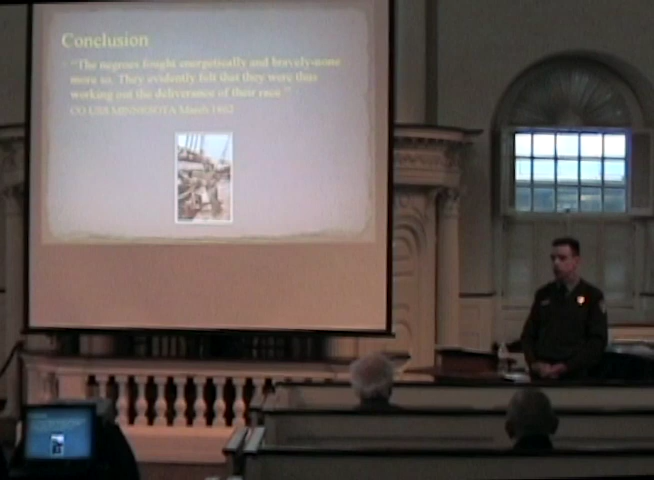 Conclusion
"The negroes fought energetically and bravely-none
more so. They evidently felt that they were thus
working out the deliverance of their race."
CO USS MINNESOTA March 1862